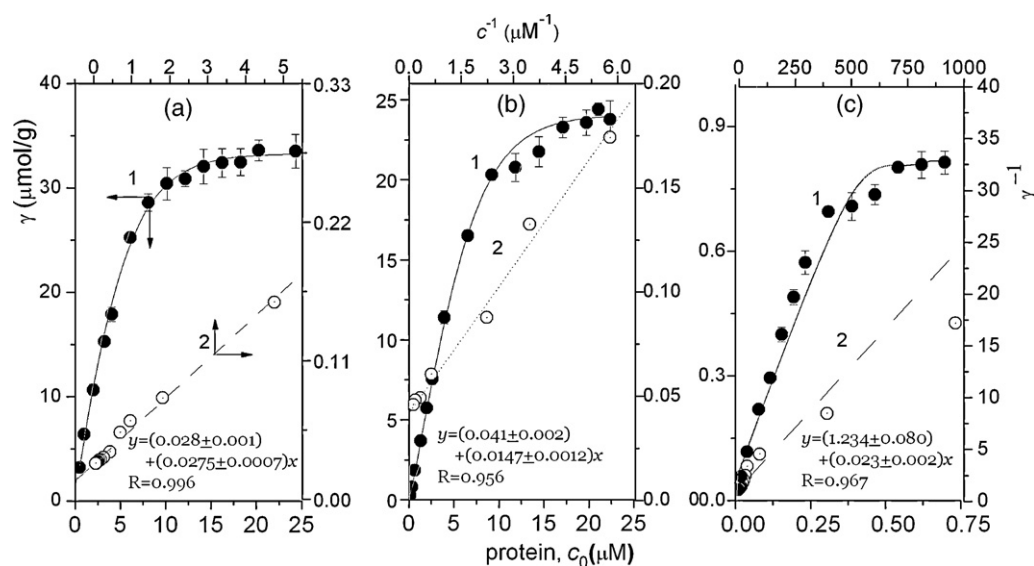 c⁻¹ (μM⁻¹)
0 1 2 3 4 5
0.0 1.5 3.0 4.5 6.0
0 250 500 750 1000
40 (a) 0.33
25 (b) 0.20
0.9 (c) 40
1 1 1
30 0.22 20 0.15 0.6 35 30 25
γ (μmol/g)
γ⁻¹
20 2 0.11 15 2 0.10 0.3 2 20 15
10 10 0.05 10
y=(0.028±0.001)
+(0.0275±0.0007)x
R=0.996
y=(0.041±0.002)
+(0.0147±0.0012)x
R=0.956
y=(1.234±0.080)
+(0.023±0.002)x
R=0.967
5 5
0 0.00 0 0.0 00.0 0
0 5 10 15 20 25
0 5 10 15 20 25
0.00 0.25 0.50 0.75
protein, c₀(μM)